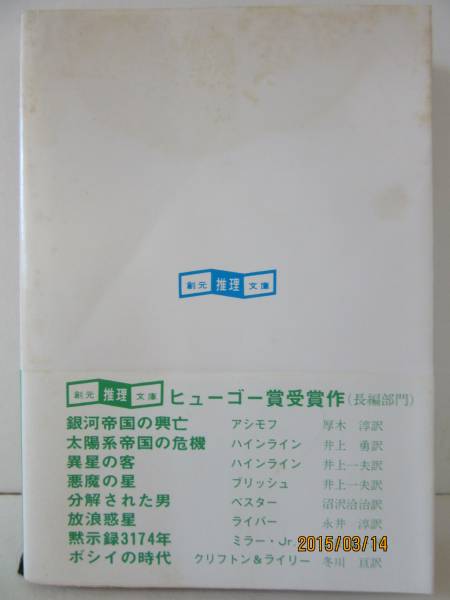 創元 推理 文庫
創元 推理 文庫 ヒューゴー賞受賞作(長編部門)
銀河帝国の興亡 アシモフ 厚木 淳訳
太陽系帝国の危機 ハインライン 井上 勇訳
異星の客 ハインライン 井上一夫訳
悪魔の星 ブリッシュ 井上一夫訳
分解された男 ベスター 沼沢洽治訳
放浪惑星 ライバー 永井 淳訳
黙示録3174年 ミラー・Jr.
ボシイの時代 クリフトン&ライリー 冬川 亘訳
2015/03/14